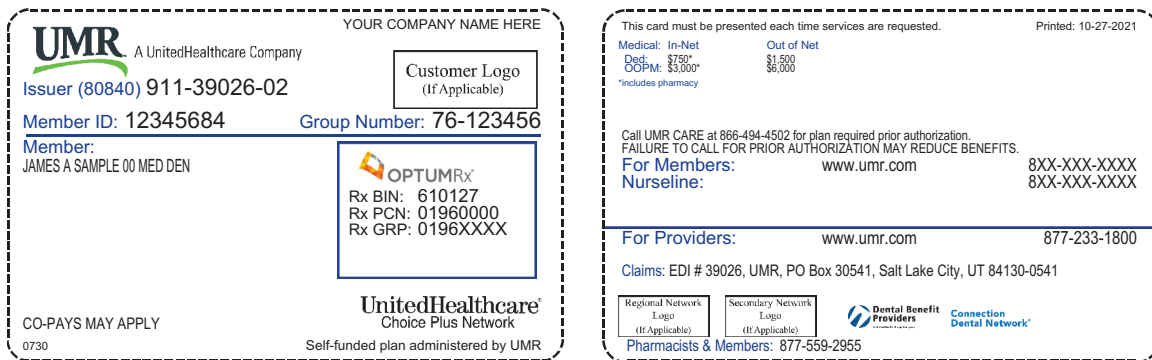 YOUR COMPANY NAME HERE
UMR A UnitedHealthcare Company
Customer Logo
(If Applicable)
Issuer (80840) 911-39026-02
Member ID: 12345684 Group Number: 76-123456
Member:
JAMES A SAMPLE 00 MED DEN
OPTUMRx®
Rx BIN: 610127
Rx PCN: 01960000
Rx GRP: 0196XXXX
UnitedHealthcare®
Choice Plus Network
CO-PAYS MAY APPLY
0730 Self-funded plan administered by UMR
This card must be presented each time services are requested. Printed: 10-27-2021
Medical: In-Net Out of Net
Ded: $750* $1,500
OOPM: $3,000* $6,000
*includes pharmacy
Call UMR CARE at 866-494-4502 for plan required prior authorization.
FAILURE TO CALL FOR PRIOR AUTHORIZATION MAY REDUCE BENEFITS.
For Members: www.umr.com 8XX-XXX-XXXX
Nurseline: 8XX-XXX-XXXX
For Providers: www.umr.com 877-233-1800
Claims: EDI # 39026, UMR, PO Box 30541, Salt Lake City, UT 84130-0541
Regional Network
Logo
(If Applicable)
Secondary Network
Logo
(If Applicable)
Dental Benefit
Providers
Connection
Dental Network®
Pharmacists & Members: 877-559-2955